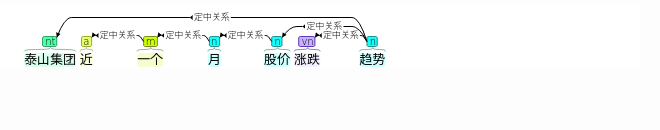 定中关系
定中关系
定中关系 定中关系 定中关系 定中关系
nt a m n n vn n
泰山集团 近 一个 月 股价 涨跌 趋势